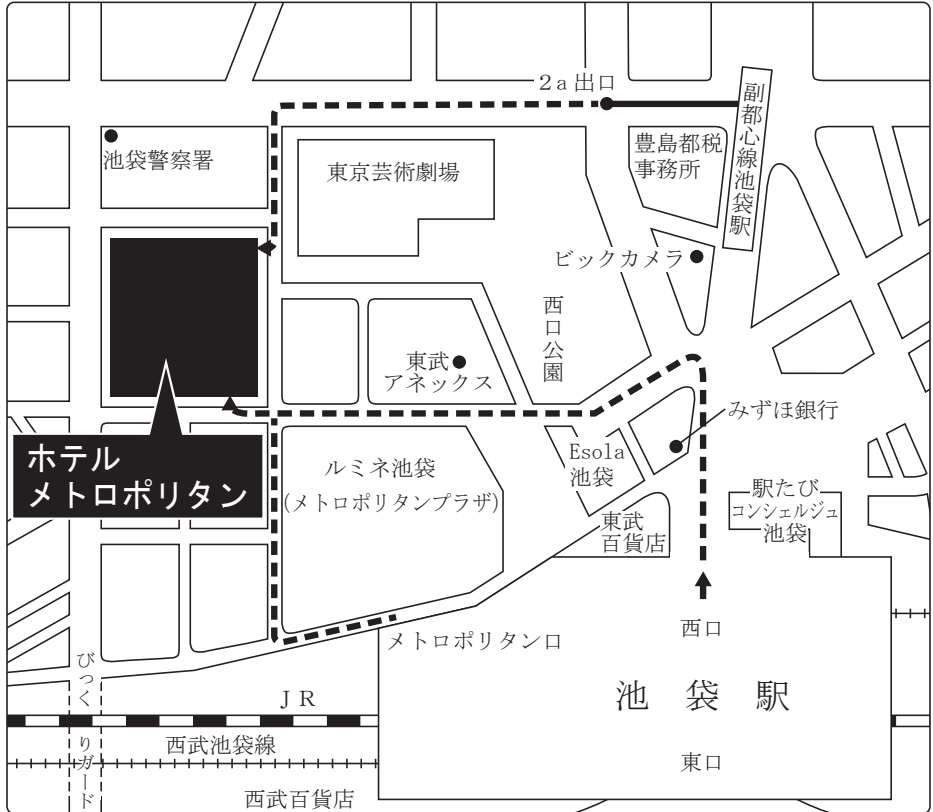 2a出口
副都心線池袋駅
豊島都税
事務所
池袋警察署
東京芸術劇場
ビックカメラ
西口公園
東武
アネックス
みずほ銀行
ホテル
メトロポリタン
ルミネ池袋
(メトロポリタンプラザ)
Esola
池袋
東武
百貨店
駅たび
コンシェルジュ
池袋
西口
メトロポリタン口
池袋駅
びっくりガード
JR
西武池袋線
東口
西武百貨店